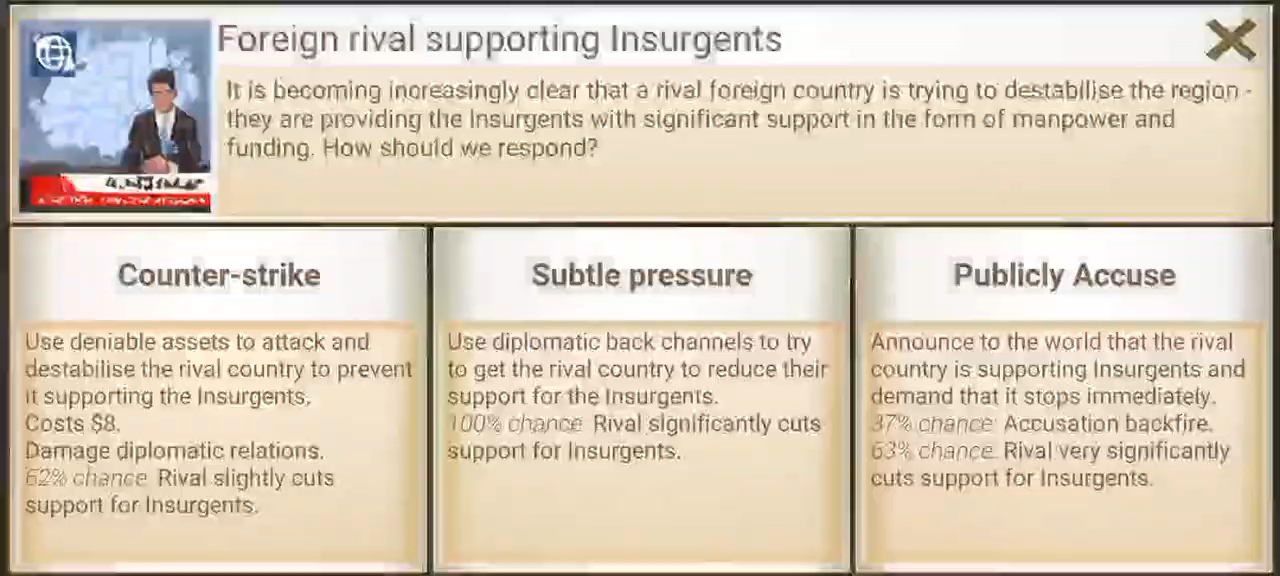 Foreign rival supporting Insurgents
It is becoming increasingly clear that a rival foreign country is trying to destabilise the region -
they are providing the Insurgents with significant support in the form of manpower and
funding. How should we respond?
Counter-strike
Subtle pressure
Publicly Accuse
Use deniable assets to attack and
destabilise the rival country to prevent
it supporting the Insurgents.
Costs $8.
Damage diplomatic relations.
62% chance Rival slightly cuts
support for Insurgents.
Use diplomatic back channels to try
to get the rival country to reduce their
support for the Insurgents.
100% chance Rival significantly cuts
support for Insurgents.
Announce to the world that the rival
country is supporting Insurgents and
demand that it stops immediately.
37% chance: Accusation backfire.
63% chance: Rival very significantly
cuts support for Insurgents.